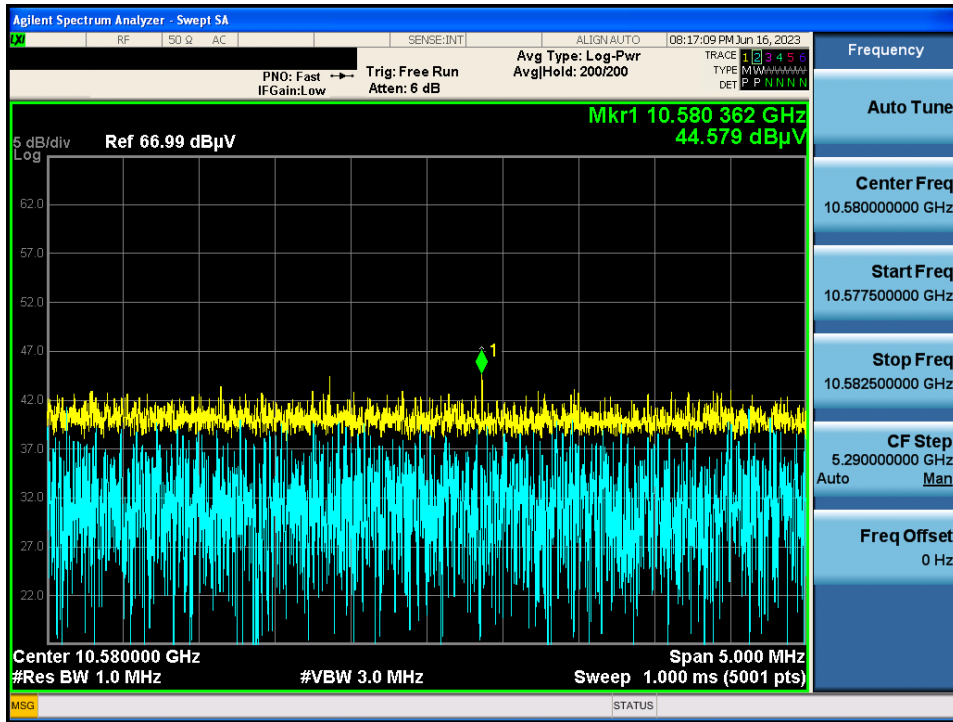 Agilent Spectrum Analyzer - Swept SA
LXI RF 50 Ω AC SENSE:INT ALIGN AUTO 08:17:09 PM Jun 16, 2023
PNO: Fast Trig: Free Run Avg Type: Log-Pwr TRACE 1 2 3 4 5 6
IFGain:Low Atten: 6 dB Avg|Hold: 200/200 TYPE M W W W W W
DET P P N N N N
Mkr1 10.580 362 GHz
5 dB/div Ref 66.99 dBµV 44.579 dBµV
Log
62.0
57.0
52.0
47.0
1
42.0
37.0
32.0
27.0
22.0
Center 10.580000 GHz Span 5.000 MHz
#Res BW 1.0 MHz #VBW 3.0 MHz Sweep 1.000 ms (5001 pts)
MSG STATUS
Frequency
Auto Tune
Center Freq
10.580000000 GHz
Start Freq
10.577500000 GHz
Stop Freq
10.582500000 GHz
CF Step
5.290000000 GHz
Auto Man
Freq Offset
0 Hz